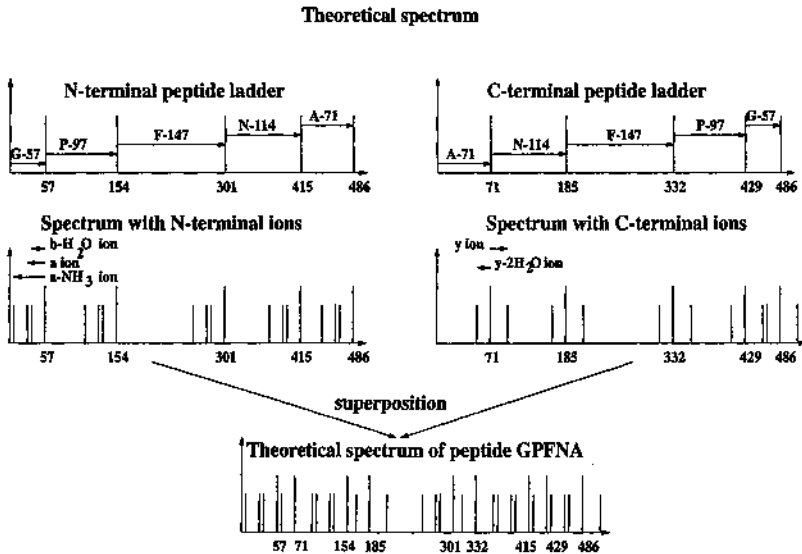 Theoretical spectrum
N-terminal peptide ladder
G-57
P-97
F-147
N-114
A-71
57 154 301 415 486
C-terminal peptide ladder
A-71
N-114
F-147
P-97
G-57
71 185 332 429 486
Spectrum with N-terminal ions
b-H2O ion
a ion
a-NH3 ion
57 154 301 415 486
Spectrum with C-terminal ions
y ion
y-2H2O ion
71 185 332 429 486
superposition
Theoretical spectrum of peptide GPFNA
57 71 154 185 301 332 415 429 486